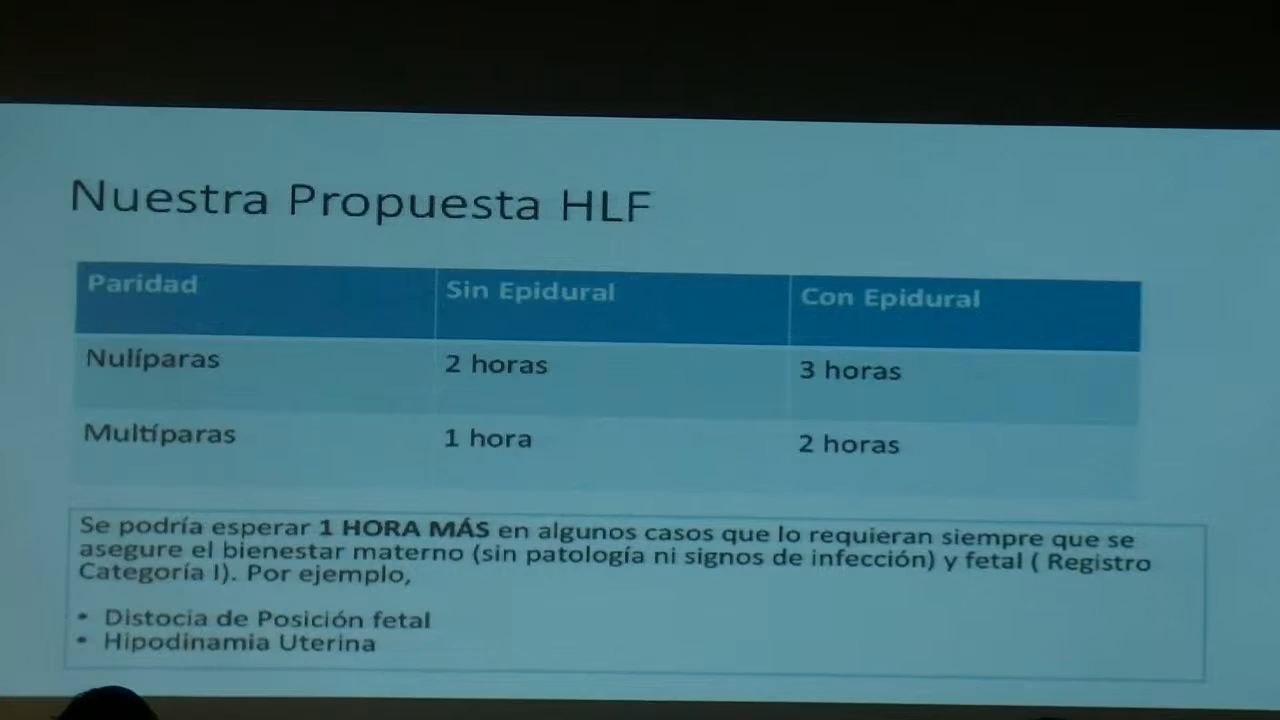 Nuestra Propuesta HLF
Paridad Sin Epidural Con Epidural
Nulíparas 2 horas 3 horas
Multíparas 1 hora 2 horas
Se podría esperar 1 HORA MÁS en algunos casos que lo requieran siempre que se
asegure el bienestar materno (sin patología ni signos de infección) y fetal ( Registro
Categoría I). Por ejemplo,
• Distocia de Posición fetal
• Hipodinamia Uterina